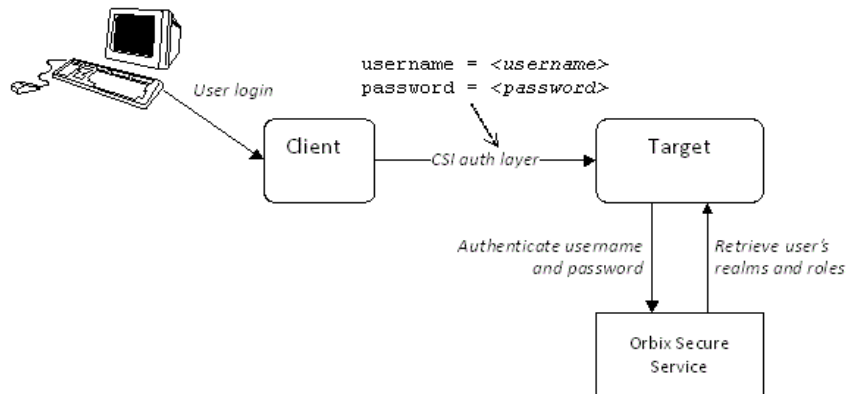 username = <username>
password = <password>
User login
Client
CSI auth layer
Target
Authenticate username
and password
Retrieve user's
realms and roles
Orbix Secure
Service